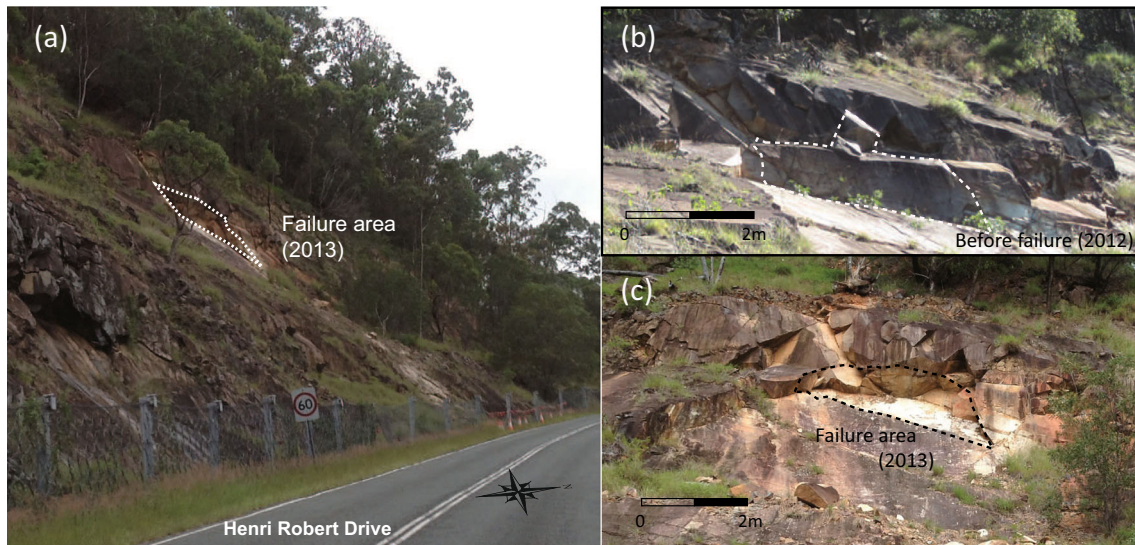 (a)
Failure area
(2013)
60
N
Henri Robert Drive
(b)
0
2m
Before failure (2012)
(c)
Failure area
(2013)
0
2m